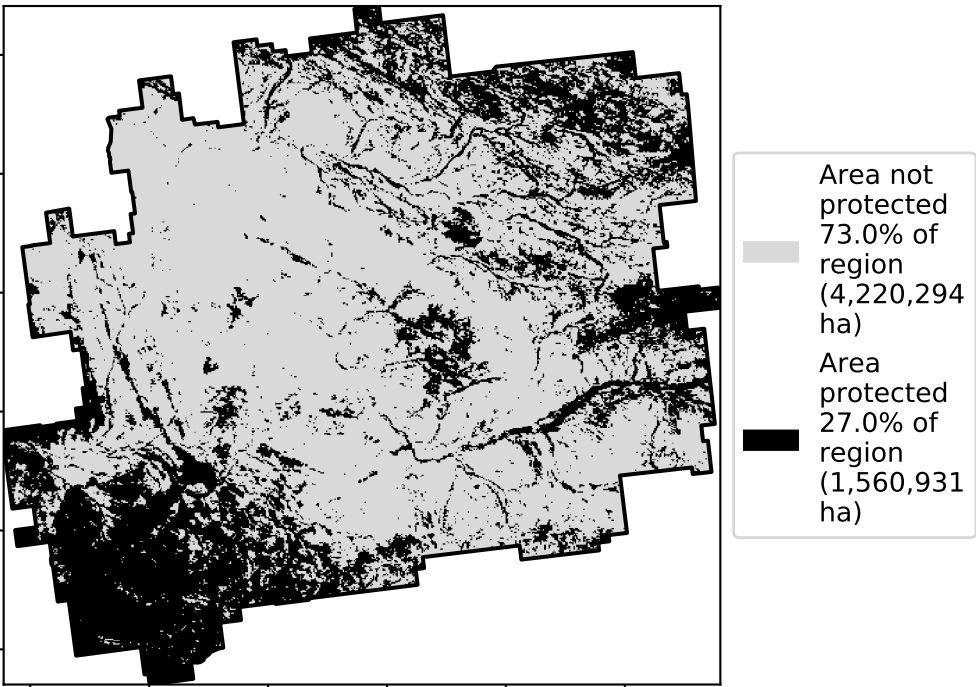 Area not
protected
73.0% of
region
(4,220,294
ha)
Area
protected
27.0% of
region
(1,560,931
ha)